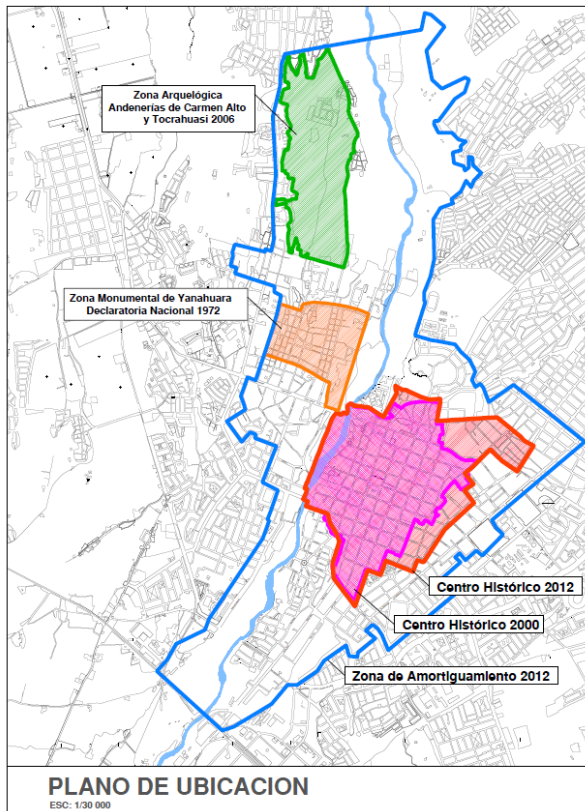 Zona Arquelógica
Andenerías de Carmen Alto
y Tocrahuasi 2006
Zona Monumental de Yanahuara
Declaratoria Nacional 1972
Centro Histórico 2012
Centro Histórico 2000
Zona de Amortiguamiento 2012
PLANO DE UBICACION
ESC: 1/30 000